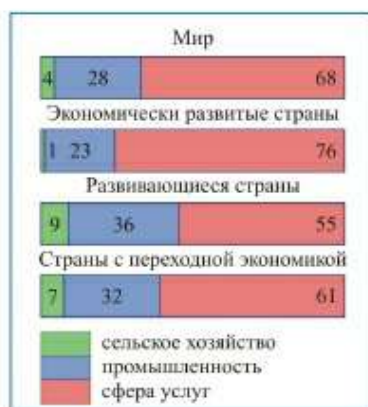 Мир
4 28 68
Экономически развитые страны
1 23 76
Развивающиеся страны
9 36 55
Страны с переходной экономикой
7 32 61
сельское хозяйство
промышленность
сфера услуг